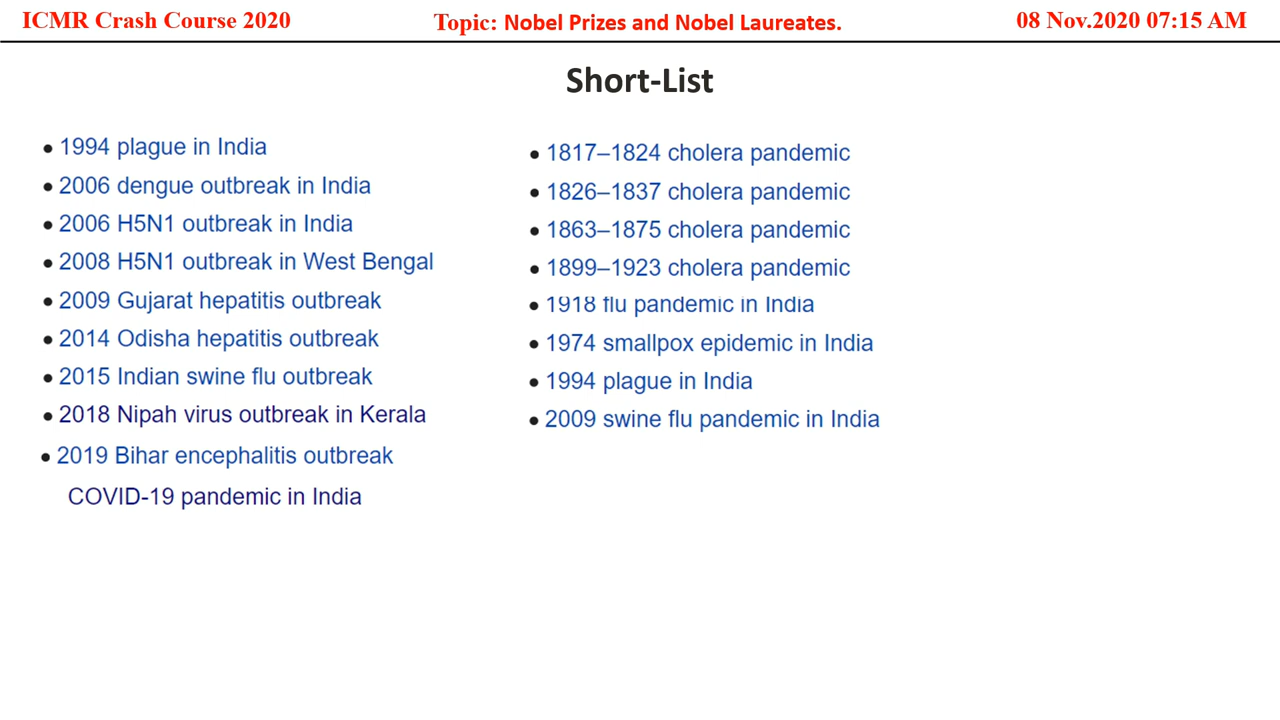 ICMR Crash Course 2020
Topic: Nobel Prizes and Nobel Laureates.
08 Nov.2020 07:15 AM
Short-List
• 1994 plague in India
• 2006 dengue outbreak in India
• 2006 H5N1 outbreak in India
• 2008 H5N1 outbreak in West Bengal
• 2009 Gujarat hepatitis outbreak
• 2014 Odisha hepatitis outbreak
• 2015 Indian swine flu outbreak
• 2018 Nipah virus outbreak in Kerala
• 2019 Bihar encephalitis outbreak
COVID-19 pandemic in India
• 1817–1824 cholera pandemic
• 1826–1837 cholera pandemic
• 1863–1875 cholera pandemic
• 1899–1923 cholera pandemic
• 1918 flu pandemic in India
• 1974 smallpox epidemic in India
• 1994 plague in India
• 2009 swine flu pandemic in India